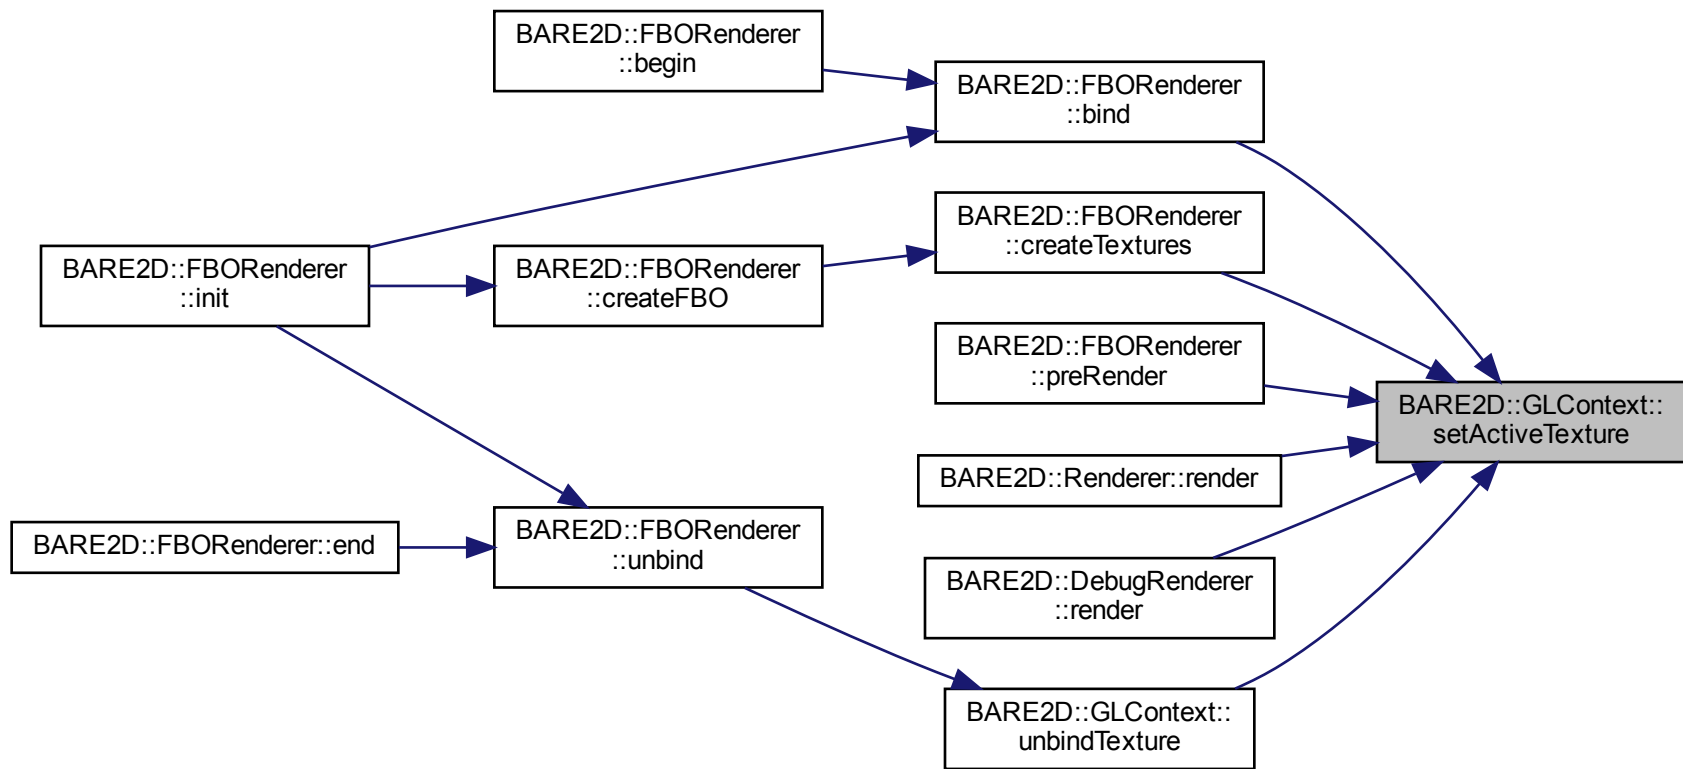 BARE2D::FBORenderer
::begin
BARE2D::FBORenderer
::bind
BARE2D::FBORenderer
::createTextures
BARE2D::FBORenderer
::init
BARE2D::FBORenderer
::createFBO
BARE2D::FBORenderer
::preRender
BARE2D::GLContext::
setActiveTexture
BARE2D::Renderer::render
BARE2D::FBORenderer::end
BARE2D::FBORenderer
::unbind
BARE2D::DebugRenderer
::render
BARE2D::GLContext::
unbindTexture